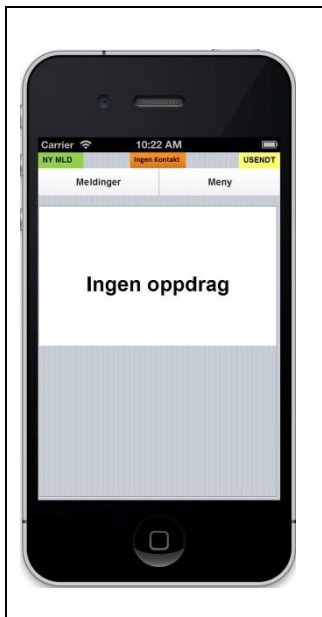 Carrier 10:22 AM
NY MLD Ingen Kontakt USENDT
Meldinger Meny
Ingen oppdrag